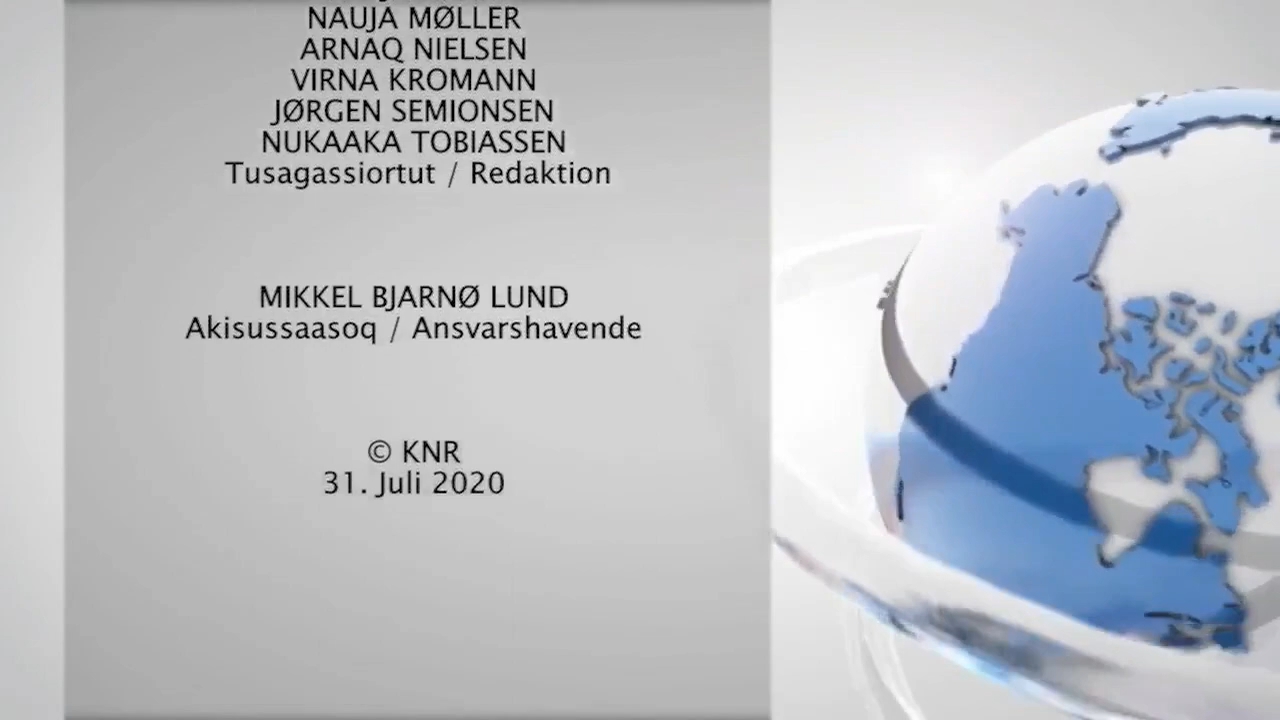 NAUJA MØLLER
ARNAQ NIELSEN
VIRNA KROMANN
JØRGEN SEMIONSEN
NUKAAKA TOBIASSEN
Tusagassiortut / Redaktion
MIKKEL BJARNØ LUND
Akisussaasoq / Ansvarshavende
© KNR
31. Juli 2020